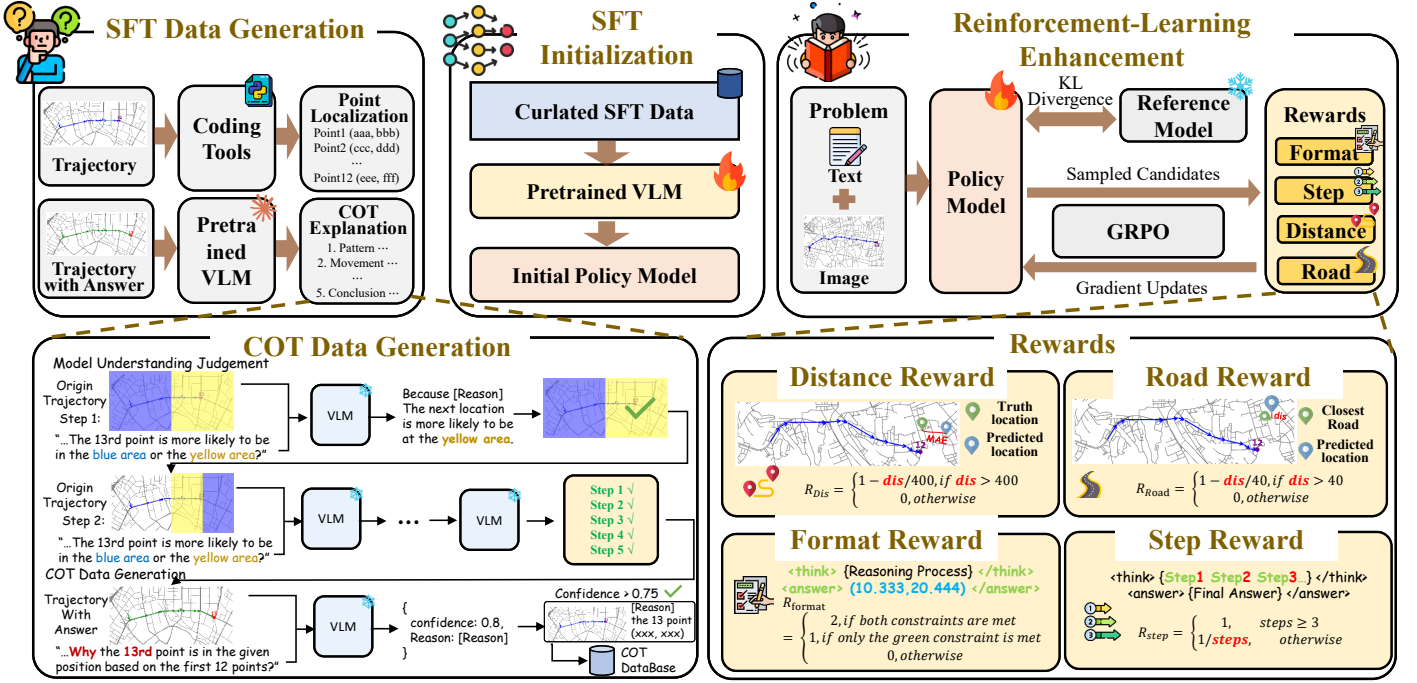 SFT Data Generation
Trajectory
Coding
Tools
Point
Localization
Point1 (aaa, bbb)
Point2 (ccc, ddd)
...
Point12 (eee, fff)
Trajectory
with Answer
Pretra
ined
VLM
COT
Explanation
1. Pattern ⋯
2. Movement ⋯
...
5. Conclusion ⋯
SFT
Initialization
Curlated SFT Data
Pretrained VLM
Initial Policy Model
Reinforcement-Learning
Enhancement
Problem
Text
Image
Policy
Model
KL
Divergence
Reference
Model
Sampled Candidates
GRPO
Gradient Updates
Rewards
Format
Step
Distance
Road
COT Data Generation
Model Understanding Judgement
Origin
Trajectory
Step 1:
VLM
Because [Reason]
The next location
is more likely to be
at the yellow area.
"...The 13rd point is more likely to be
in the blue area or the yellow area?"
Origin
Trajectory
Step 2:
VLM
...
VLM
Step 1 √
Step 2 √
Step 3 √
Step 4 √
Step 5 √
"...The 13rd point is more likely to be
in the blue area or the yellow area?"
COT Data Generation
Trajectory
With
Answer
VLM
{
confidence: 0.8,
Reason: [Reason]
}
Confidence > 0.75
[Reason]
the 13 point
(xxx, xxx)
COT
DataBase
"...Why the 13rd point is in the given
position based on the first 12 points?"
Rewards
Distance Reward
12
MAE
Truth
location
Predicted
location
R_Dis = { 1 − dis/400, if dis > 400
0, otherwise
Road Reward
12
dis
Closest
Road
Predicted
location
R_Road = { 1 − dis/40, if dis > 40
0, otherwise
Format Reward
<think> {Reasoning Process} </think>
<answer> (10.333,20.444) </answer>
R_format
= { 2, if both constraints are met
1, if only the green constraint is met
0, otherwise
Step Reward
<think> {Step1 Step2 Step3...} </think>
<answer> {Final Answer} </answer>
1
2
3
R_step = { 1, steps ≥ 3
1/steps, otherwise